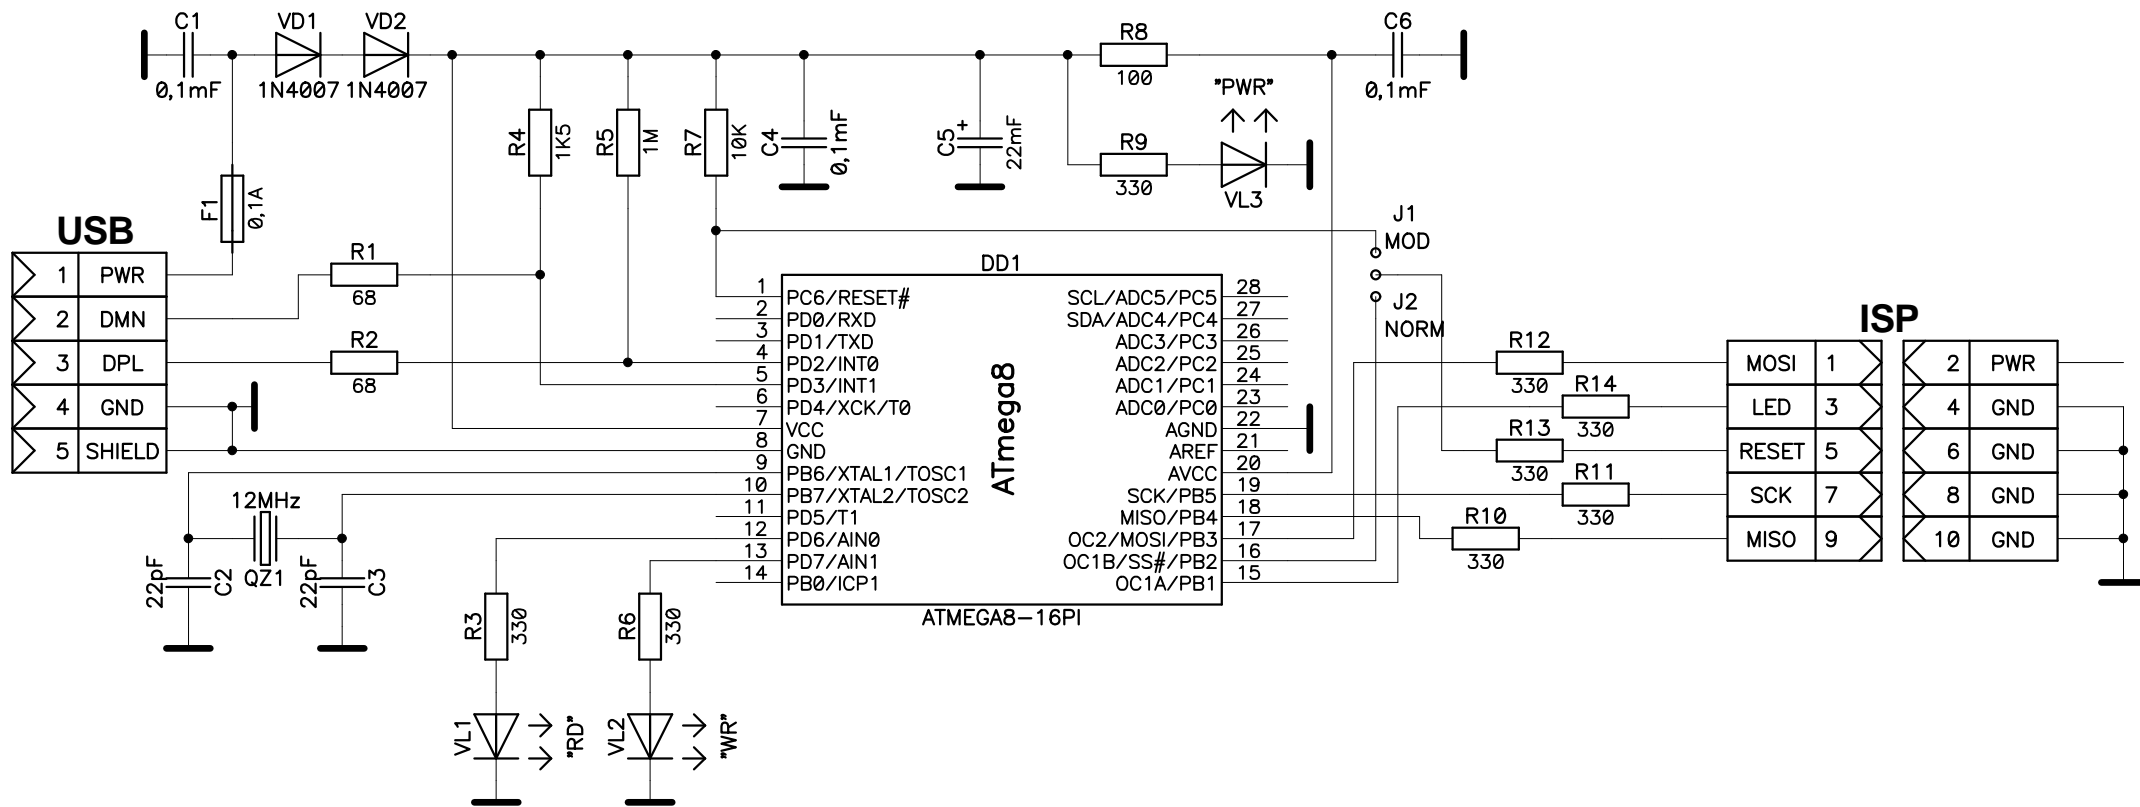 C1
VD1
VD2
0,1mF
1N4007
1N4007
R4
1K5
R5
1M
R7
10K
C4
0,1mF
C5
+
22mF
R8
100
R9
330
"PWR"
VL3
C6
0,1mF
F1
0,1A
USB
1 PWR
2 DMN
3 DPL
4 GND
5 SHIELD
R1
68
R2
68
J1
MOD
J2
NORM
DD1
1 PC6/RESET#
2 PD0/RXD
3 PD1/TXD
4 PD2/INT0
5 PD3/INT1
6 PD4/XCK/T0
7 VCC
8 GND
9 PB6/XTAL1/TOSC1
10 PB7/XTAL2/TOSC2
11 PD5/T1
12 PD6/AIN0
13 PD7/AIN1
14 PB0/ICP1
ATmega8
SCL/ADC5/PC5 28
SDA/ADC4/PC4 27
ADC3/PC3 26
ADC2/PC2 25
ADC1/PC1 24
ADC0/PC0 23
AGND 22
AREF 21
AVCC 20
SCK/PB5 19
MISO/PB4 18
OC2/MOSI/PB3 17
OC1B/SS#/PB2 16
OC1A/PB1 15
ATMEGA8-16PI
12MHz
QZ1
22pF
C2
22pF
C3
R3
330
R6
330
VL1
"RD"
VL2
"WR"
R12
330
R14
330
R13
330
R11
330
R10
330
ISP
MOSI 1
LED 3
RESET 5
SCK 7
MISO 9
2 PWR
4 GND
6 GND
8 GND
10 GND